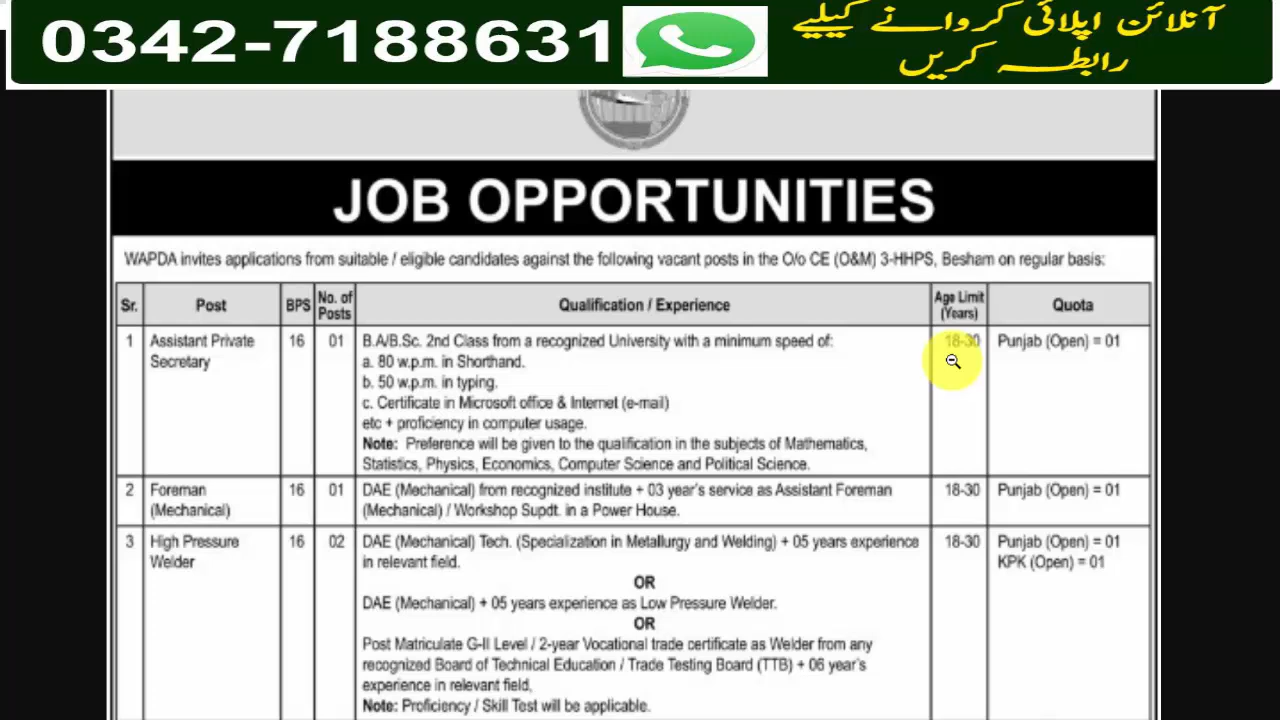 0342-7188631
آنلائن اپلائی کروانے کیلیے
رابطہ کریں
JOB OPPORTUNITIES
WAPDA invites applications from suitable / eligible candidates against the following vacant posts in the O/o CE (O&M) 3-HHPS, Besham on regular basis:
Sr. Post BPS No. of Posts Qualification / Experience Age Limit (Years) Quota
1 Assistant Private 16 01 B.A/B.Sc. 2nd Class from a recognized University with a minimum speed of: 18-30 Punjab (Open) = 01
Secretary a. 80 w.p.m. in Shorthand.
b. 50 w.p.m. in typing.
c. Certificate in Microsoft office & Internet (e-mail)
etc + proficiency in computer usage.
Note: Preference will be given to the qualification in the subjects of Mathematics,
Statistics, Physics, Economics, Computer Science and Political Science.
2 Foreman 16 01 DAE (Mechanical) from recognized institute + 03 year's service as Assistant Foreman 18-30 Punjab (Open) = 01
(Mechanical) (Mechanical) / Workshop Supdt. in a Power House.
3 High Pressure 16 02 DAE (Mechanical) Tech. (Specialization in Metallurgy and Welding) + 05 years experience 18-30 Punjab (Open) = 01
Welder in relevant field. KPK (Open) = 01
OR
DAE (Mechanical) + 05 years experience as Low Pressure Welder.
OR
Post Matriculate G-II Level / 2-year Vocational trade certificate as Welder from any
recognized Board of Technical Education / Trade Testing Board (TTB) + 06 year's
experience in relevant field,
Note: Proficiency / Skill Test will be applicable.